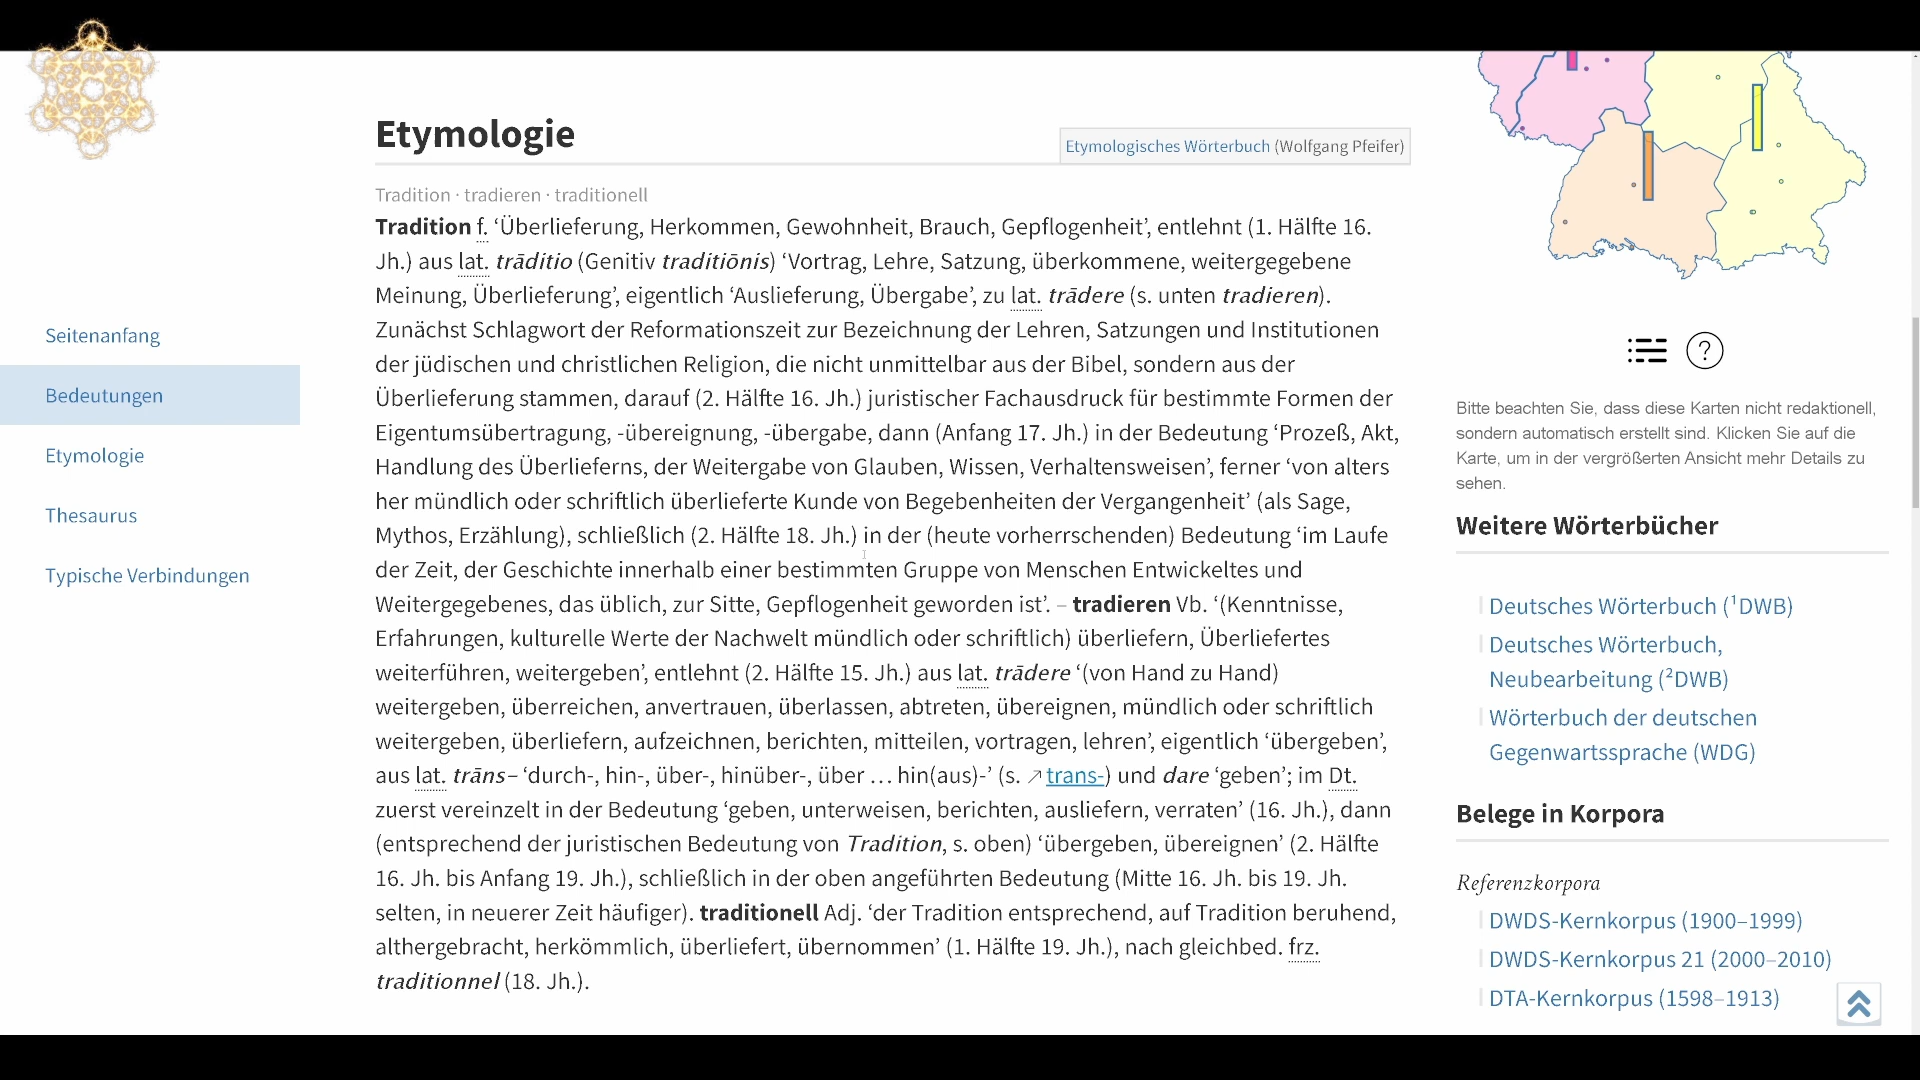 Etymologie
Etymologisches Wörterbuch (Wolfgang Pfeifer)
Tradition · tradieren · traditionell
Tradition f. ‘Überlieferung, Herkommen, Gewohnheit, Brauch, Gepflogenheit’, entlehnt (1. Hälfte 16.
Jh.) aus lat. trāditio (Genitiv traditiōnis) ‘Vortrag, Lehre, Satzung, überkommene, weitergegebene
Meinung, Überlieferung’, eigentlich ‘Auslieferung, Übergabe’, zu lat. trādere (s. unten tradieren).
Zunächst Schlagwort der Reformationszeit zur Bezeichnung der Lehren, Satzungen und Institutionen
der jüdischen und christlichen Religion, die nicht unmittelbar aus der Bibel, sondern aus der
Überlieferung stammen, darauf (2. Hälfte 16. Jh.) juristischer Fachausdruck für bestimmte Formen der
Eigentumsübertragung, -übereignung, -übergabe, dann (Anfang 17. Jh.) in der Bedeutung ‘Prozeß, Akt,
Handlung des Überlieferns, der Weitergabe von Glauben, Wissen, Verhaltensweisen’, ferner ‘von alters
her mündlich oder schriftlich überlieferte Kunde von Begebenheiten der Vergangenheit’ (als Sage,
Mythos, Erzählung), schließlich (2. Hälfte 18. Jh.) in der (heute vorherrschenden) Bedeutung ‘im Laufe
der Zeit, der Geschichte innerhalb einer bestimmten Gruppe von Menschen Entwickeltes und
Weitergegebenes, das üblich, zur Sitte, Gepflogenheit geworden ist’. – tradieren Vb. ‘(Kenntnisse,
Erfahrungen, kulturelle Werte der Nachwelt mündlich oder schriftlich) überliefern, Überliefertes
weiterführen, weitergeben’, entlehnt (2. Hälfte 15. Jh.) aus lat. trādere ‘(von Hand zu Hand)
weitergeben, überreichen, anvertrauen, überlassen, abtreten, übereignen, mündlich oder schriftlich
weitergeben, überliefern, aufzeichnen, berichten, mitteilen, vortragen, lehren’, eigentlich ‘übergeben’,
aus lat. trāns– ‘durch-, hin-, über-, hinüber-, über … hin(aus)-’ (s. ↗trans-) und dare ‘geben’; im Dt.
zuerst vereinzelt in der Bedeutung ‘geben, unterweisen, berichten, ausliefern, verraten’ (16. Jh.), dann
(entsprechend der juristischen Bedeutung von Tradition, s. oben) ‘übergeben, übereignen’ (2. Hälfte
16. Jh. bis Anfang 19. Jh.), schließlich in der oben angeführten Bedeutung (Mitte 16. Jh. bis 19. Jh.
selten, in neuerer Zeit häufiger). traditionell Adj. ‘der Tradition entsprechend, auf Tradition beruhend,
althergebracht, herkömmlich, überliefert, übernommen’ (1. Hälfte 19. Jh.), nach gleichbed. frz.
traditionnel (18. Jh.).
Seitenanfang
Bedeutungen
Etymologie
Thesaurus
Typische Verbindungen
?
Bitte beachten Sie, dass diese Karten nicht redaktionell,
sondern automatisch erstellt sind. Klicken Sie auf die
Karte, um in der vergrößerten Ansicht mehr Details zu
sehen.
Weitere Wörterbücher
Deutsches Wörterbuch (¹DWB)
Deutsches Wörterbuch,
Neubearbeitung (²DWB)
Wörterbuch der deutschen
Gegenwartssprache (WDG)
Belege in Korpora
Referenzkorpora
DWDS-Kernkorpus (1900–1999)
DWDS-Kernkorpus 21 (2000–2010)
DTA-Kernkorpus (1598–1913)